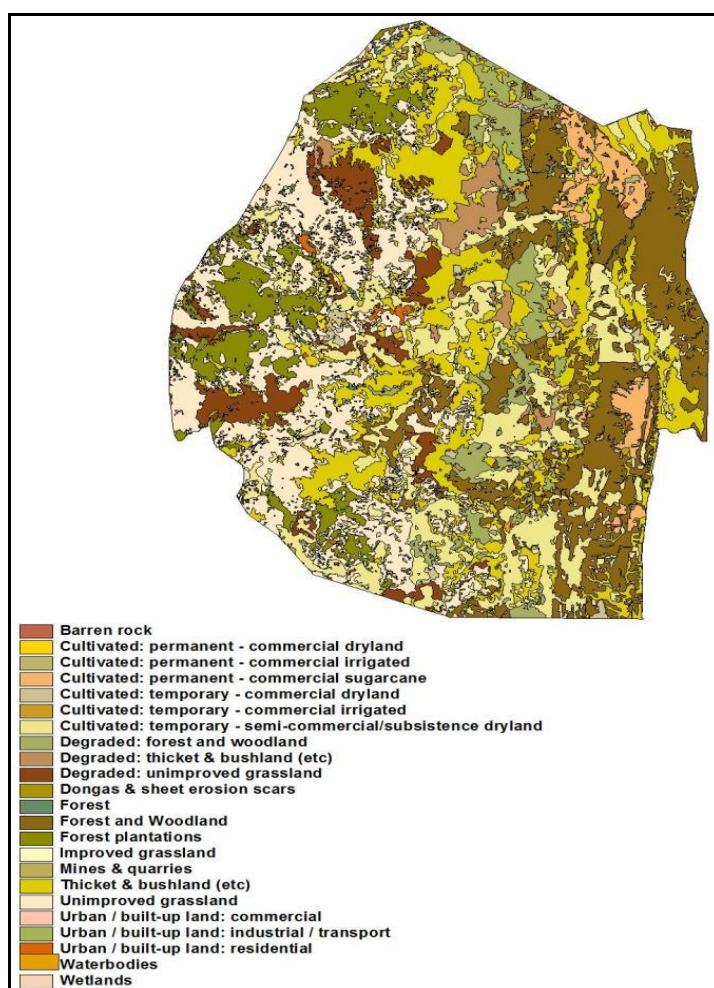 Barren rock
Cultivated: permanent - commercial dryland
Cultivated: permanent - commercial irrigated
Cultivated: permanent - commercial sugarcane
Cultivated: temporary - commercial dryland
Cultivated: temporary - commercial irrigated
Cultivated: temporary - semi-commercial/subsistence dryland
Degraded: forest and woodland
Degraded: thicket & bushland (etc)
Degraded: unimproved grassland
Dongas & sheet erosion scars
Forest
Forest and Woodland
Forest plantations
Improved grassland
Mines & quarries
Thicket & bushland (etc)
Unimproved grassland
Urban / built-up land: commercial
Urban / built-up land: industrial / transport
Urban / built-up land: residential
Waterbodies
Wetlands